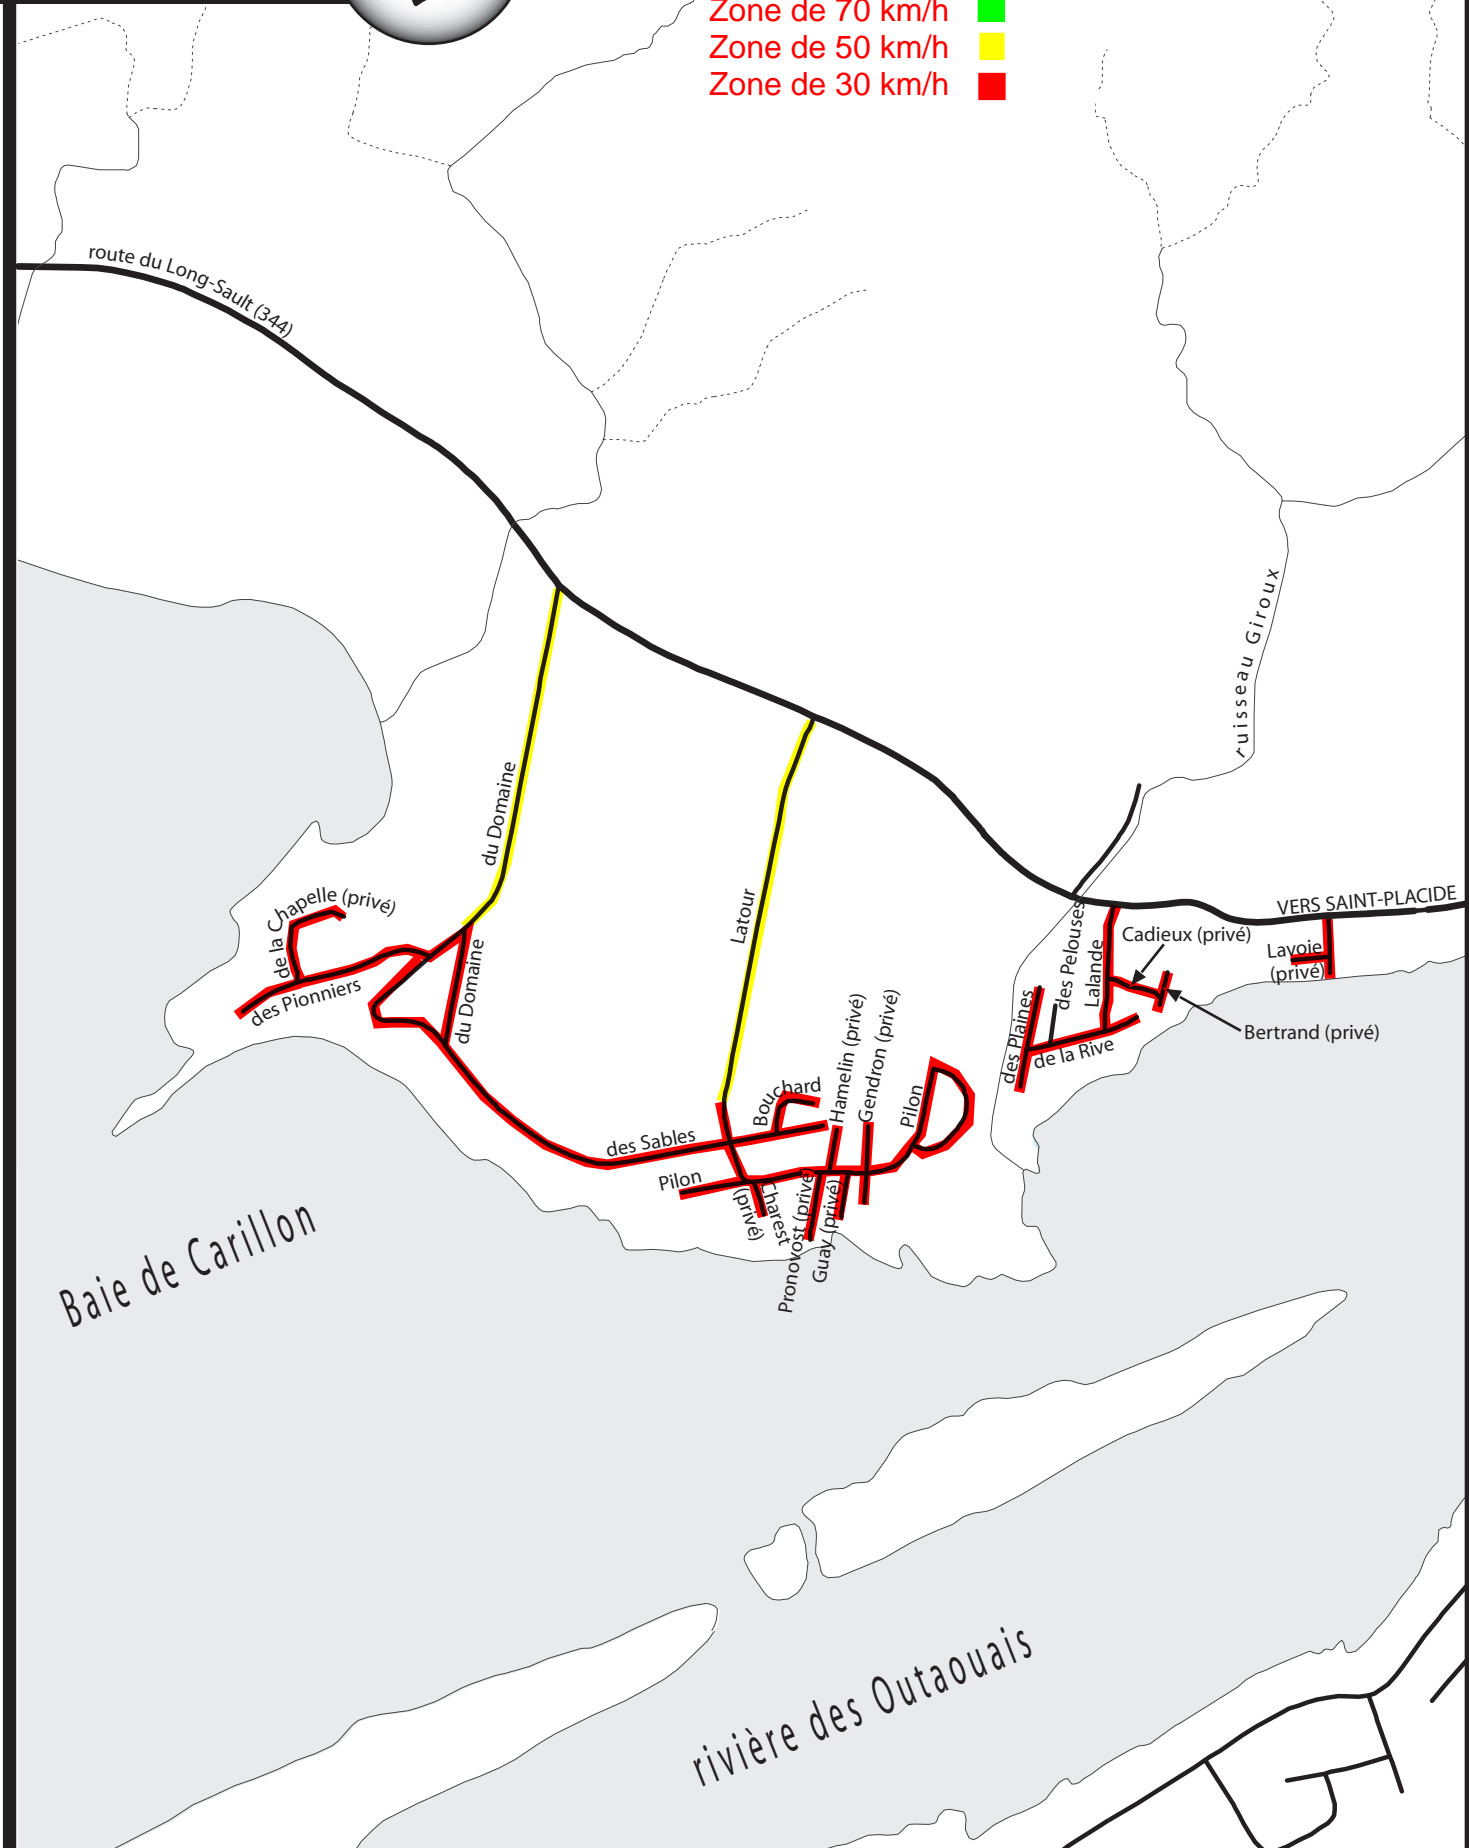 Zone de 70 km/h
Zone de 50 km/h
Zone de 30 km/h
route du Long-Sault (344)
ruisseau Giroux
du Domaine
Latour
VERS SAINT-PLACIDE
de la Chapelle (privé)
des Pionniers
du Domaine
des Pelouses
Lalande
Cadieux (privé)
Lavoie
(privé)
Bertrand (privé)
des Plaines
de la Rive
Hamelin (privé)
Gendron (privé)
Bouchard
Pilon
des Sables
Pilon
Charest
(privé)
Pronovost (privé)
Guay (privé)
Baie de Carillon
rivière des Outaouais